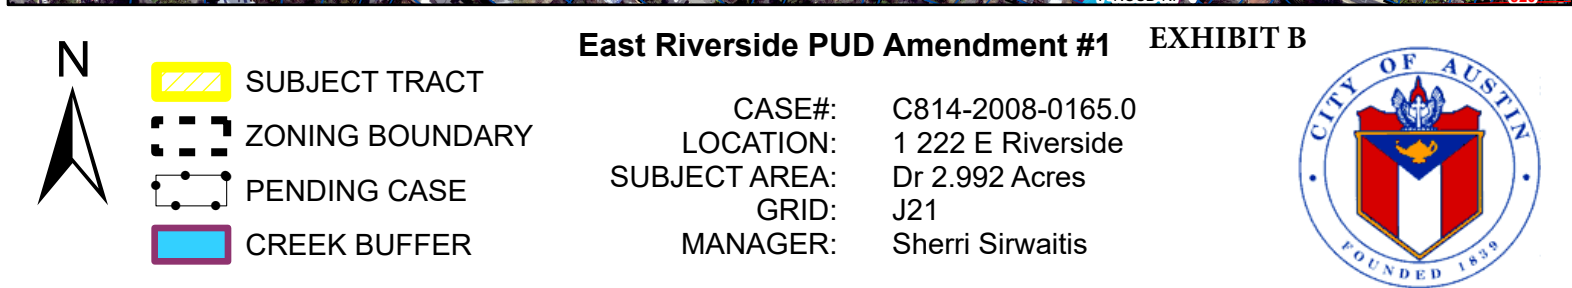 East Riverside PUD Amendment #1
EXHIBIT B
N
SUBJECT TRACT
ZONING BOUNDARY
PENDING CASE
CREEK BUFFER
CASE#: C814-2008-0165.0
LOCATION: 1 222 E Riverside
SUBJECT AREA: Dr 2.992 Acres
GRID: J21
MANAGER: Sherri Sirwaitis
CITY OF AUSTIN
FOUNDED 1839